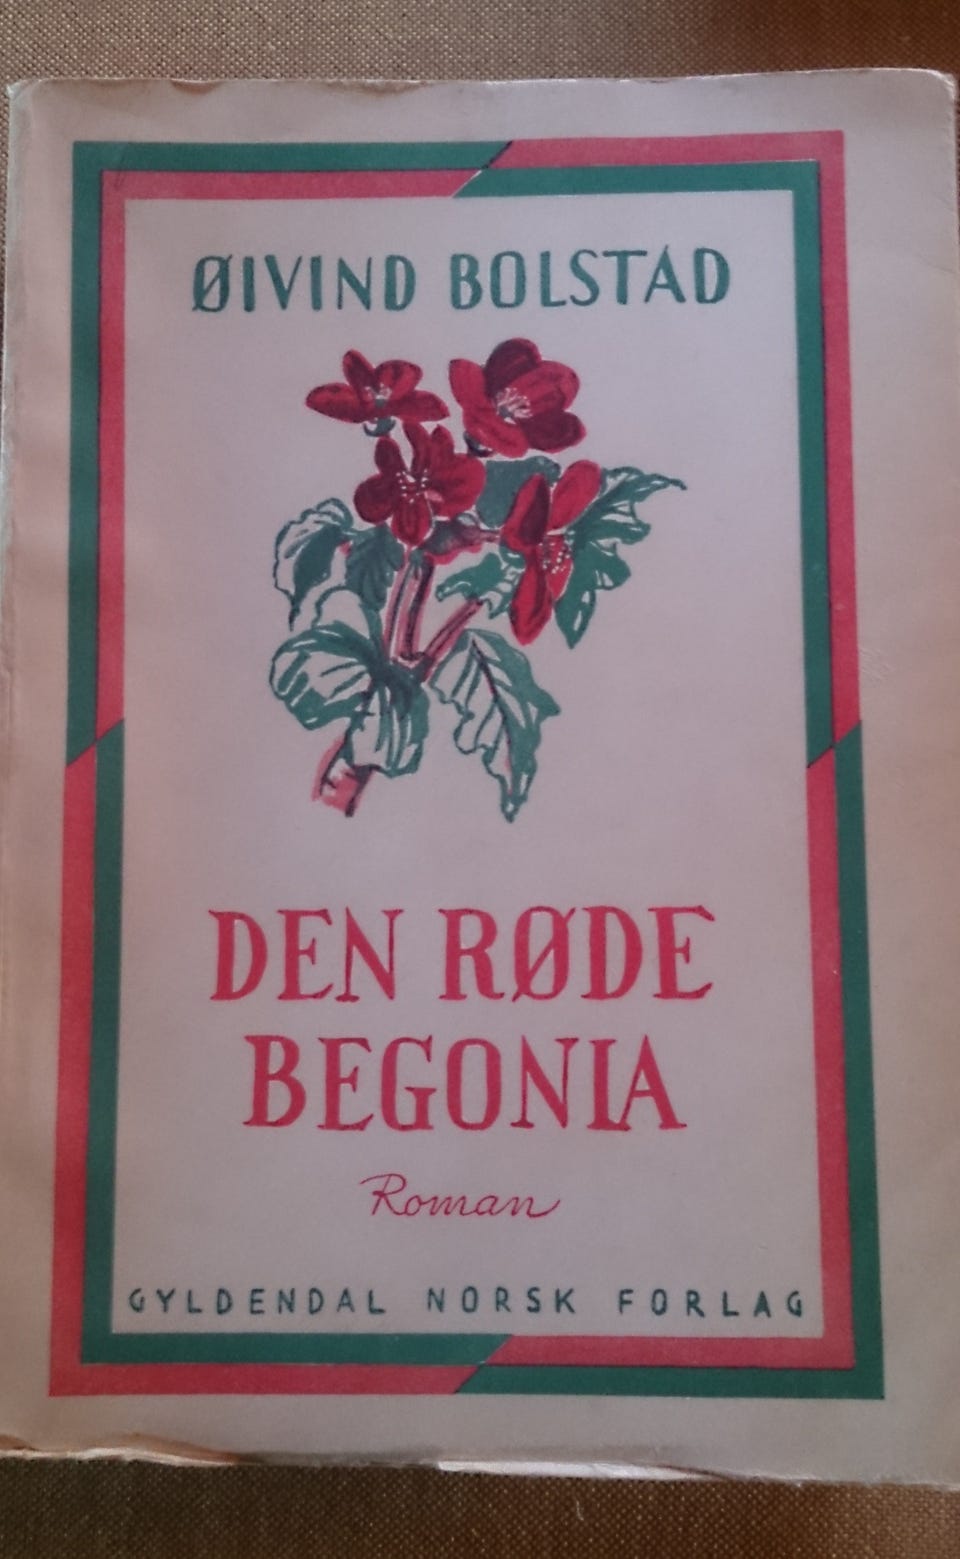 ØIVIND BOLSTAD
DEN RØDE
BEGONIA
Roman
GYLDENDAL NORSK FORLAG